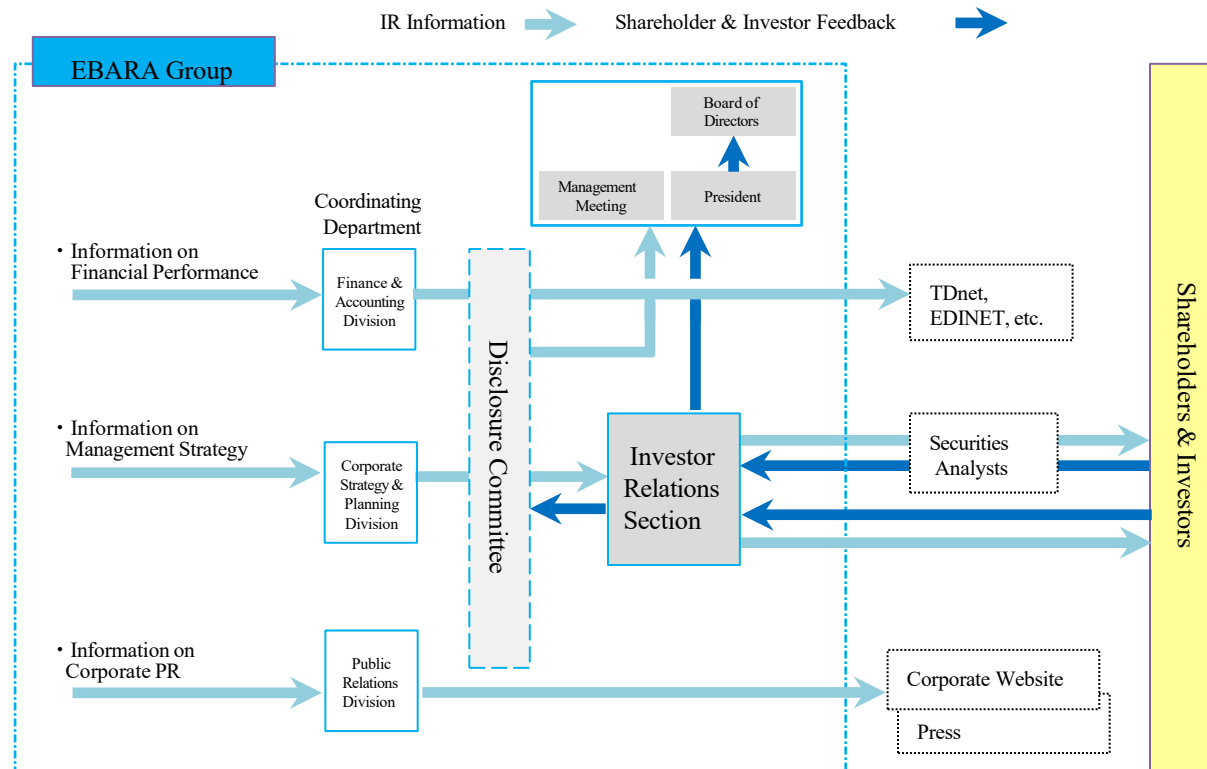 IR Information
Shareholder & Investor Feedback
EBARA Group
Board of
Directors
Management
Meeting
President
Coordinating
Department
・Information on
Financial Performance
Finance &
Accounting
Division
TDnet,
EDINET, etc.
Disclosure Committee
Shareholders & Investors
・Information on
Management Strategy
Corporate
Strategy &
Planning
Division
Investor
Relations
Section
Securities
Analysts
・Information on
Corporate PR
Public
Relations
Division
Corporate Website
Press